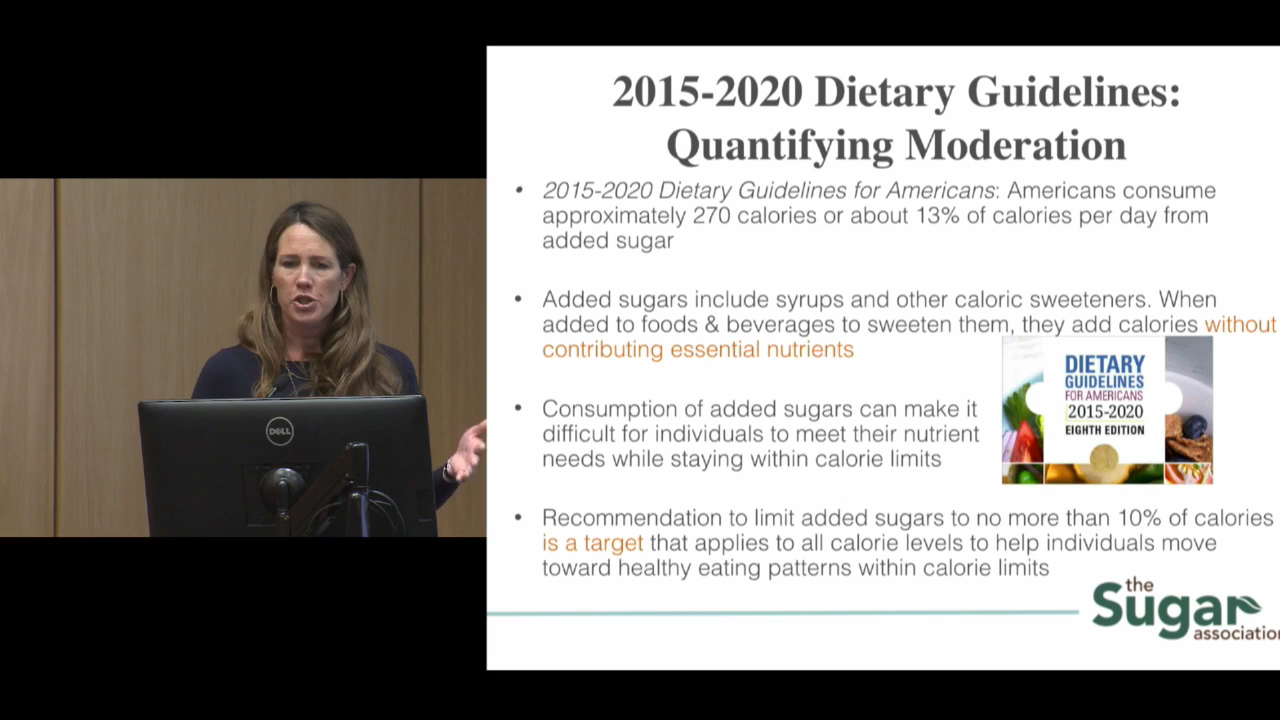 2015-2020 Dietary Guidelines:
Quantifying Moderation
• 2015-2020 Dietary Guidelines for Americans: Americans consume
approximately 270 calories or about 13% of calories per day from
added sugar
• Added sugars include syrups and other caloric sweeteners. When
added to foods & beverages to sweeten them, they add calories without
contributing essential nutrients
• Consumption of added sugars can make it
difficult for individuals to meet their nutrient
needs while staying within calorie limits
DIETARY
GUIDELINES
FOR AMERICANS
2015-2020
EIGHTH EDITION
• Recommendation to limit added sugars to no more than 10% of calories
is a target that applies to all calorie levels to help individuals move
toward healthy eating patterns within calorie limits
the
Sugar
association
DELL